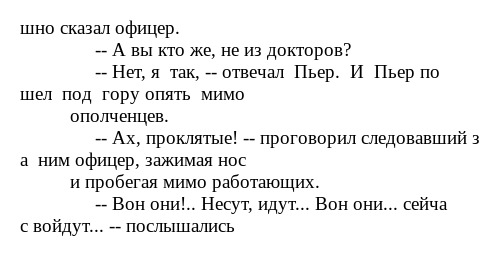 шно сказал офицер.
-- А вы кто же, не из докторов?
-- Нет, я  так, -- отвечал  Пьер.  И  Пьер по
шел  под  гору опять  мимо
ополченцев.
-- Ах, проклятые! -- проговорил следовавший з
а  ним офицер, зажимая нос
и пробегая мимо работающих.
-- Вон они!.. Несут, идут... Вон они... сейча
с войдут... -- послышались